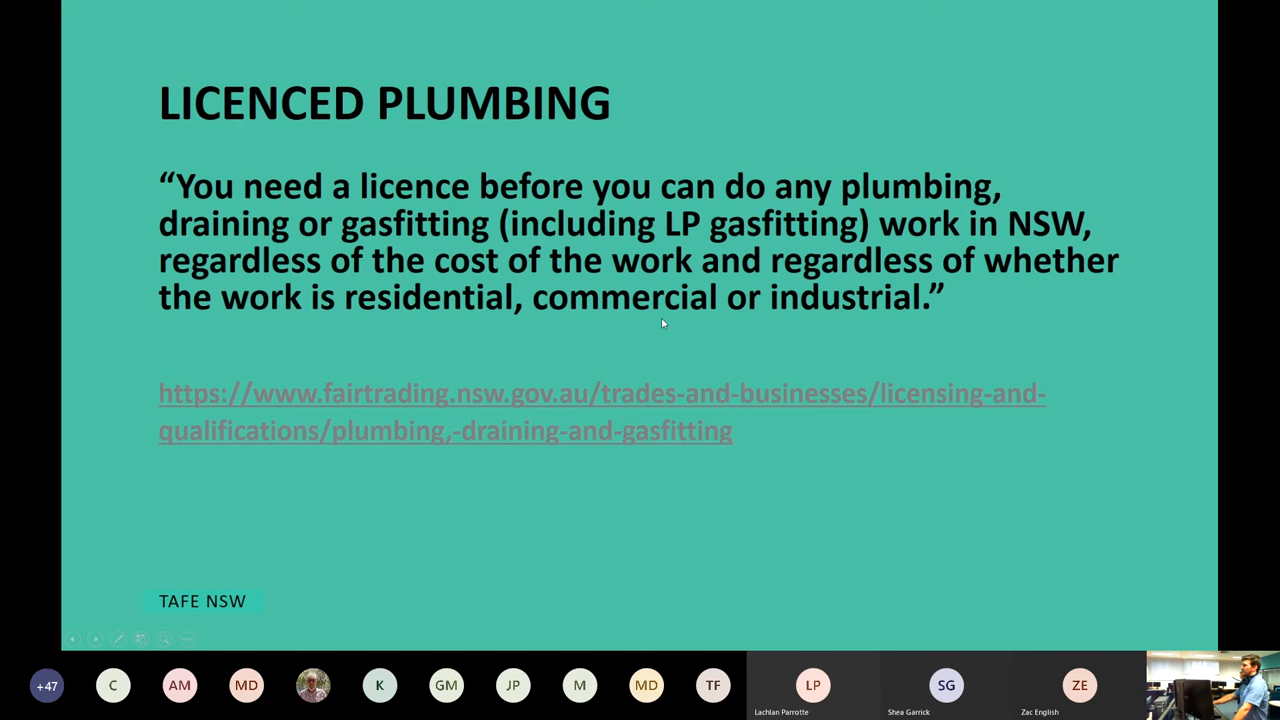 LICENCED PLUMBING
“You need a licence before you can do any plumbing,
draining or gasfitting (including LP gasfitting) work in NSW,
regardless of the cost of the work and regardless of whether
the work is residential, commercial or industrial.”
https://www.fairtrading.nsw.gov.au/trades-and-businesses/licensing-and-
qualifications/plumbing,-draining-and-gasfitting
TAFE NSW
+47 C AM MD K GM JP M MD TF LP SG ZE
Lachlan Parrotte Shea Garrick Zac English